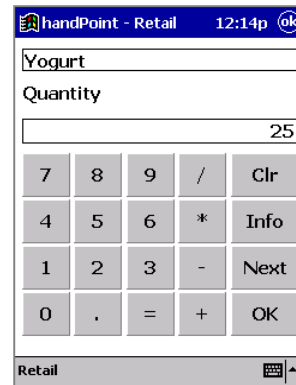 handPoint - Retail 12:14p ok
Yogurt
Quantity
25
7 8 9 / Clr
4 5 6 * Info
1 2 3 - Next
0 . = + OK
Retail